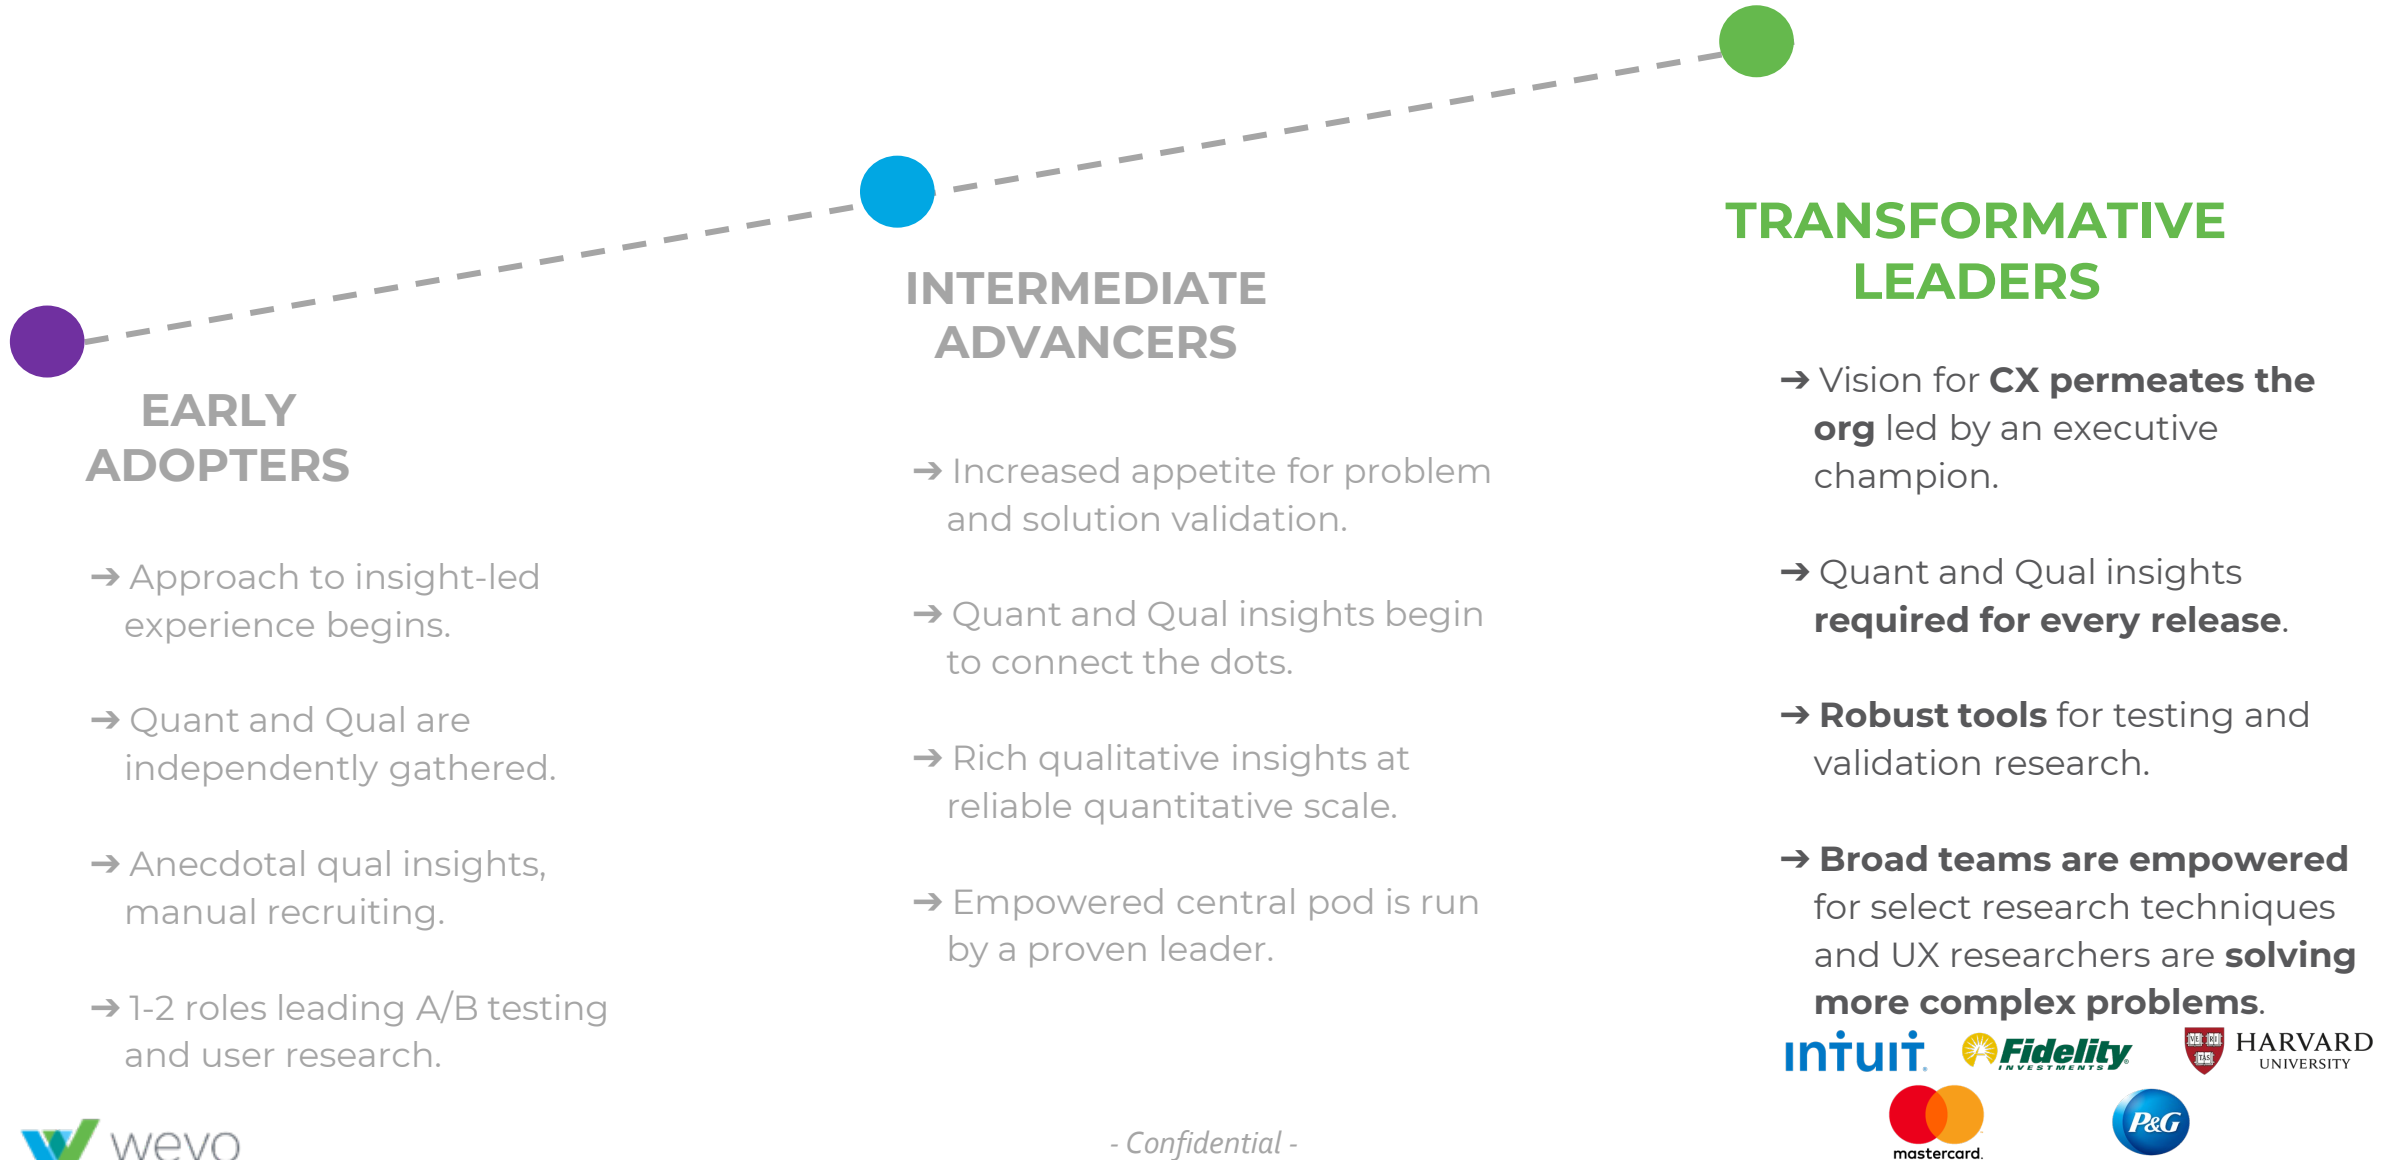 EARLY
ADOPTERS
➔ Approach to insight-led
experience begins.
➔ Quant and Qual are
independently gathered.
➔ Anecdotal qual insights,
manual recruiting.
➔ 1-2 roles leading A/B testing
and user research.
INTERMEDIATE
ADVANCERS
➔ Increased appetite for problem
and solution validation.
➔ Quant and Qual insights begin
to connect the dots.
➔ Rich qualitative insights at
reliable quantitative scale.
➔ Empowered central pod is run
by a proven leader.
TRANSFORMATIVE
LEADERS
➔ Vision for CX permeates the
org led by an executive
champion.
➔ Quant and Qual insights
required for every release.
➔ Robust tools for testing and
validation research.
➔ Broad teams are empowered
for select research techniques
and UX researchers are solving
more complex problems.
intuit.
Fidelity
INVESTMENTS
VE RI
TAS
HARVARD
UNIVERSITY
mastercard.
P&G
wevo
- Confidential -